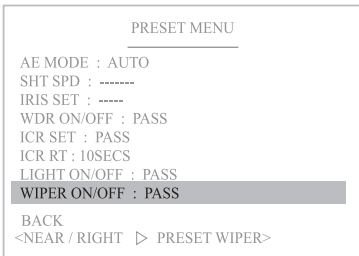 PRESET MENU
AE MODE : AUTO
SHT SPD : -------
IRIS SET : -----
WDR ON/OFF : PASS
ICR SET : PASS
ICR RT : 10SECS
LIGHT ON/OFF : PASS
WIPER ON/OFF : PASS
BACK
<NEAR / RIGHT ▷ PRESET WIPER>